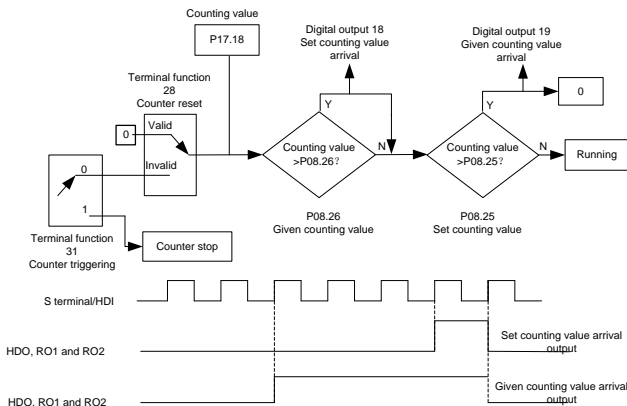 Counting value
P17.18
Digital output 18
Set counting value
arrival
Digital output 19
Given counting value
arrival
Terminal function
28
Counter reset
0
Valid
Invalid
Y
Counting value
>P08.26?
N
Y
0
Counting value
>P08.25?
N
Running
0
1
Terminal function
31
Counter triggering
Counter stop
P08.26
Given counting value
P08.25
Set counting value
S terminal/HDI
HDO, RO1 and RO2
Set counting value arrival
output
HDO, RO1 and RO2
Given counting value arrival
output